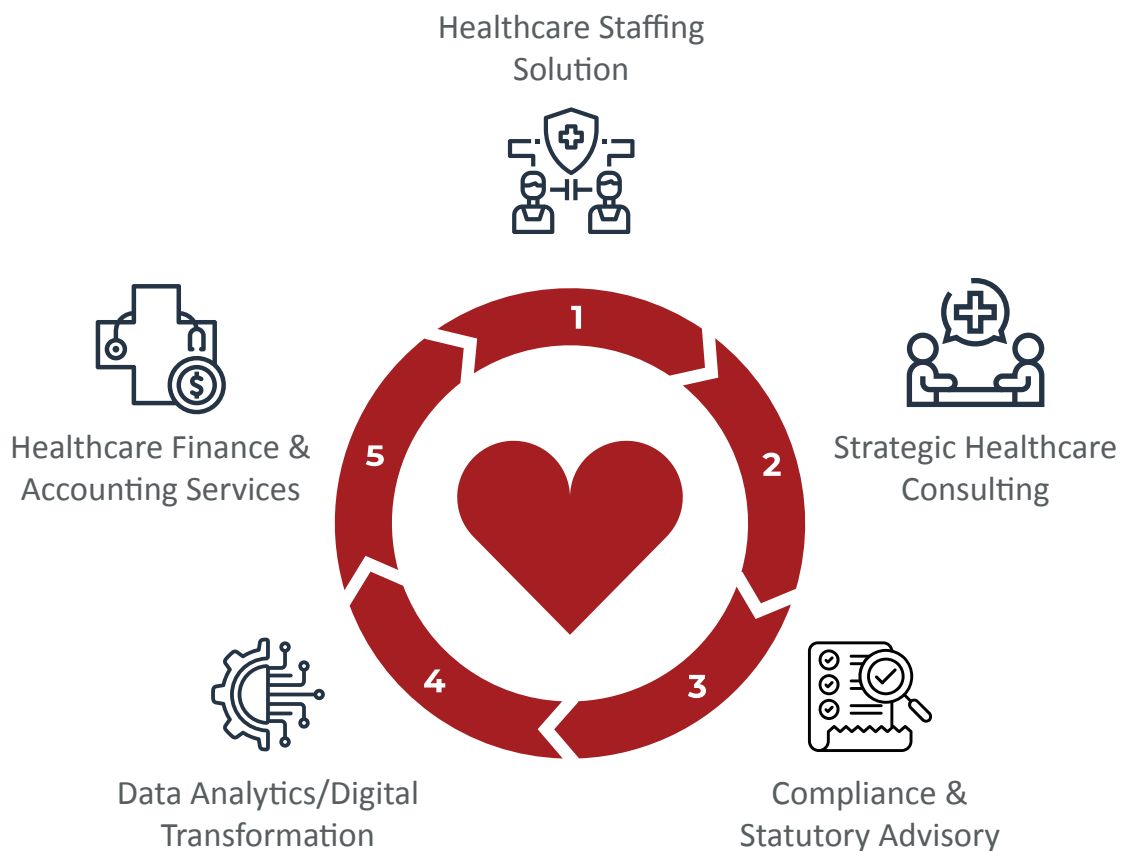 Healthcare Staffing
Solution
1
$
2
Strategic Healthcare
Consulting
3
Compliance &
Statutory Advisory
4
Data Analytics/Digital
Transformation
5
Healthcare Finance &
Accounting Services